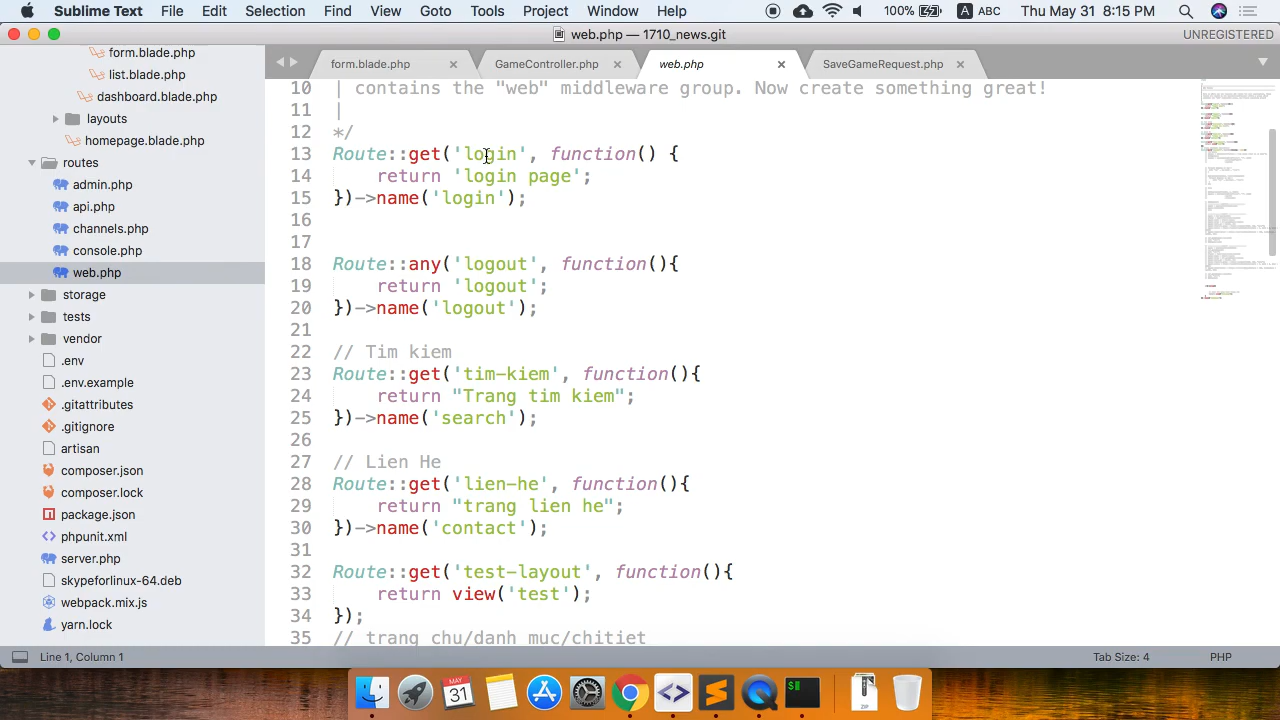 Sublime Text File Edit Selection Find View Goto Tools Project Window Help 100% A ABC Thu May 31 8:15 PM
web.php — 1710_news.git UNREGISTERED
form.blade.php GameController.php web.php SaveGameRequest.php
form.blade.php
list.blade.php
dashboard.blade.php
layouts
homepage.blade.php
routes
admin.php
api.php
channels.php
web.php
storage
tests
vendor
.env
.env.example
.gitattributes
.gitignore
artisan
composer.json
composer.lock
package.json
phpunit.xml
server.php
skypeforlinux-64.deb
webpack.mix.js
yarn.lock
10 | contains the "web" middleware group. Now create something great!
11 |
12 */
13 Route::get('login', function() {
14 return 'login page';
15 })->name('login');
16
17
18 Route::any('logout', function(){
19 return 'logout';
20 })->name('logout');
21
22 // Tim kiem
23 Route::get('tim-kiem', function(){
24 return "Trang tim kiem";
25 })->name('search');
26
27 // Lien He
28 Route::get('lien-he', function(){
29 return "trang lien he";
30 })->name('contact');
31
32 Route::get('test-layout', function(){
33 return view('test');
34 });
35 // trang chu/danh muc/chitiet
Line 1, Column 1 Tab Size: 4 PHP
MAY
31
ZIP